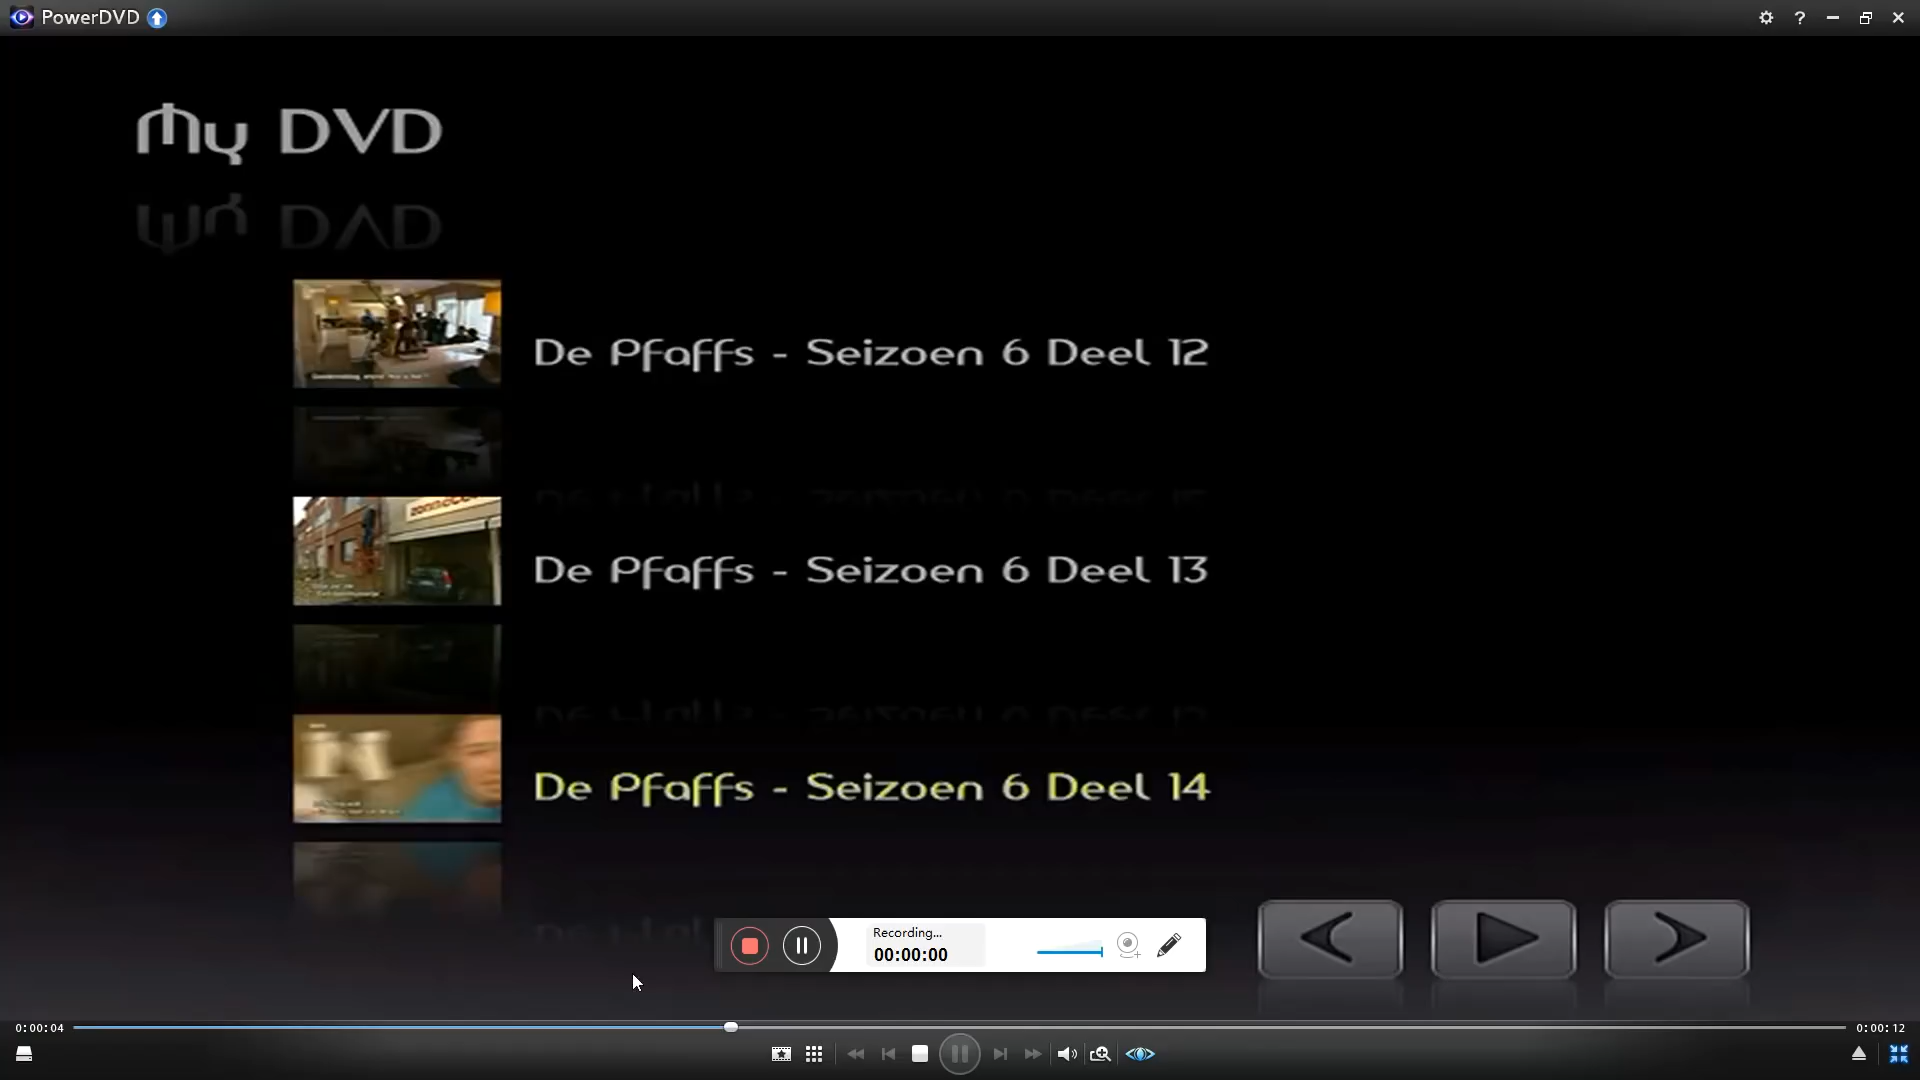 PowerDVD
My DVD
De Pfaffs - Seizoen 6 Deel 12
De Pfaffs - Seizoen 6 Deel 13
De Pfaffs - Seizoen 6 Deel 14
Recording...
00:00:00
0:00:04
0:00:12